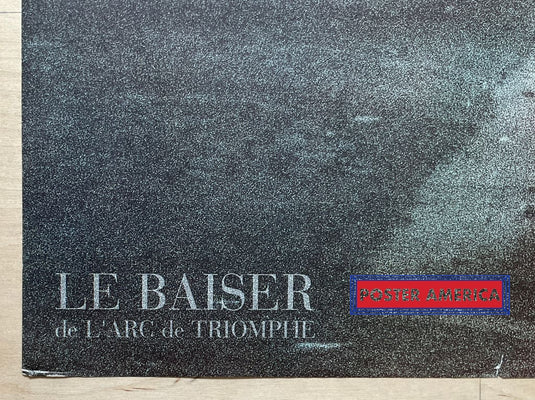 LE BAISER
de L'ARC de TRIOMPHE
POSTER AMERICA